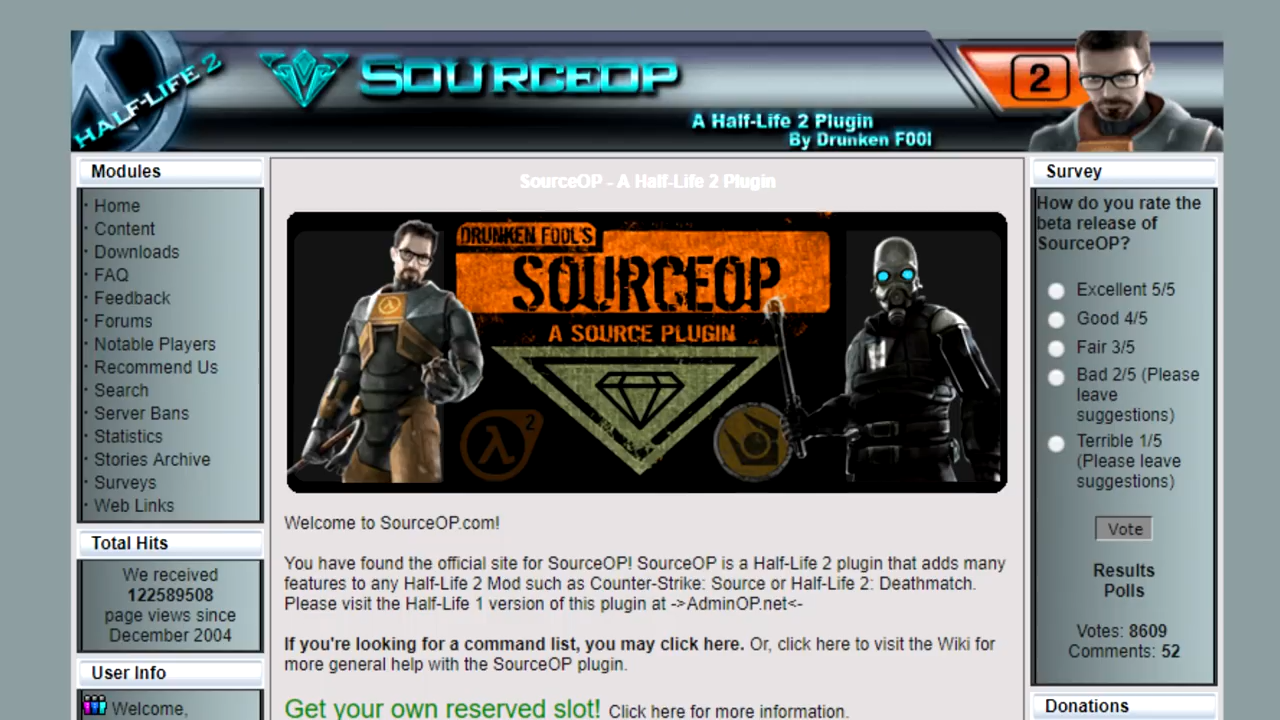 HALF-LIFE 2
SOURCEOP
A Half-Life 2 Plugin
By Drunken F00l
2
Modules
· Home
· Content
· Downloads
· FAQ
· Feedback
· Forums
· Notable Players
· Recommend Us
· Search
· Server Bans
· Statistics
· Stories Archive
· Surveys
· Web Links
Total Hits
We received
122589508
page views since
December 2004
User Info
Welcome,
SourceOP - A Half-Life 2 Plugin
DRUNKEN FOOL'S
SOURCEOP
A SOURCE PLUGIN
λ2
Welcome to SourceOP.com!
You have found the official site for SourceOP! SourceOP is a Half-Life 2 plugin that adds many
features to any Half-Life 2 Mod such as Counter-Strike: Source or Half-Life 2: Deathmatch.
Please visit the Half-Life 1 version of this plugin at ->AdminOP.net<-
If you're looking for a command list, you may click here. Or, click here to visit the Wiki for
more general help with the SourceOP plugin.
Get your own reserved slot! Click here for more information.
Survey
How do you rate the
beta release of
SourceOP?
Excellent 5/5
Good 4/5
Fair 3/5
Bad 2/5 (Please
leave
suggestions)
Terrible 1/5
(Please leave
suggestions)
Vote
Results
Polls
Votes: 8609
Comments: 52
Donations